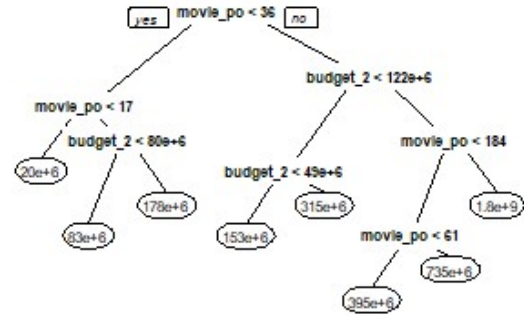 yes movie_po < 36 no
budget_2 < 122e+6
movie_po < 17
budget_2 < 80e+6
movie_po < 184
20e+6
budget_2 < 49e+6
178e+6
315e+6
1.8e+9
83e+6
153e+6
movie_po < 61
735e+6
395e+6